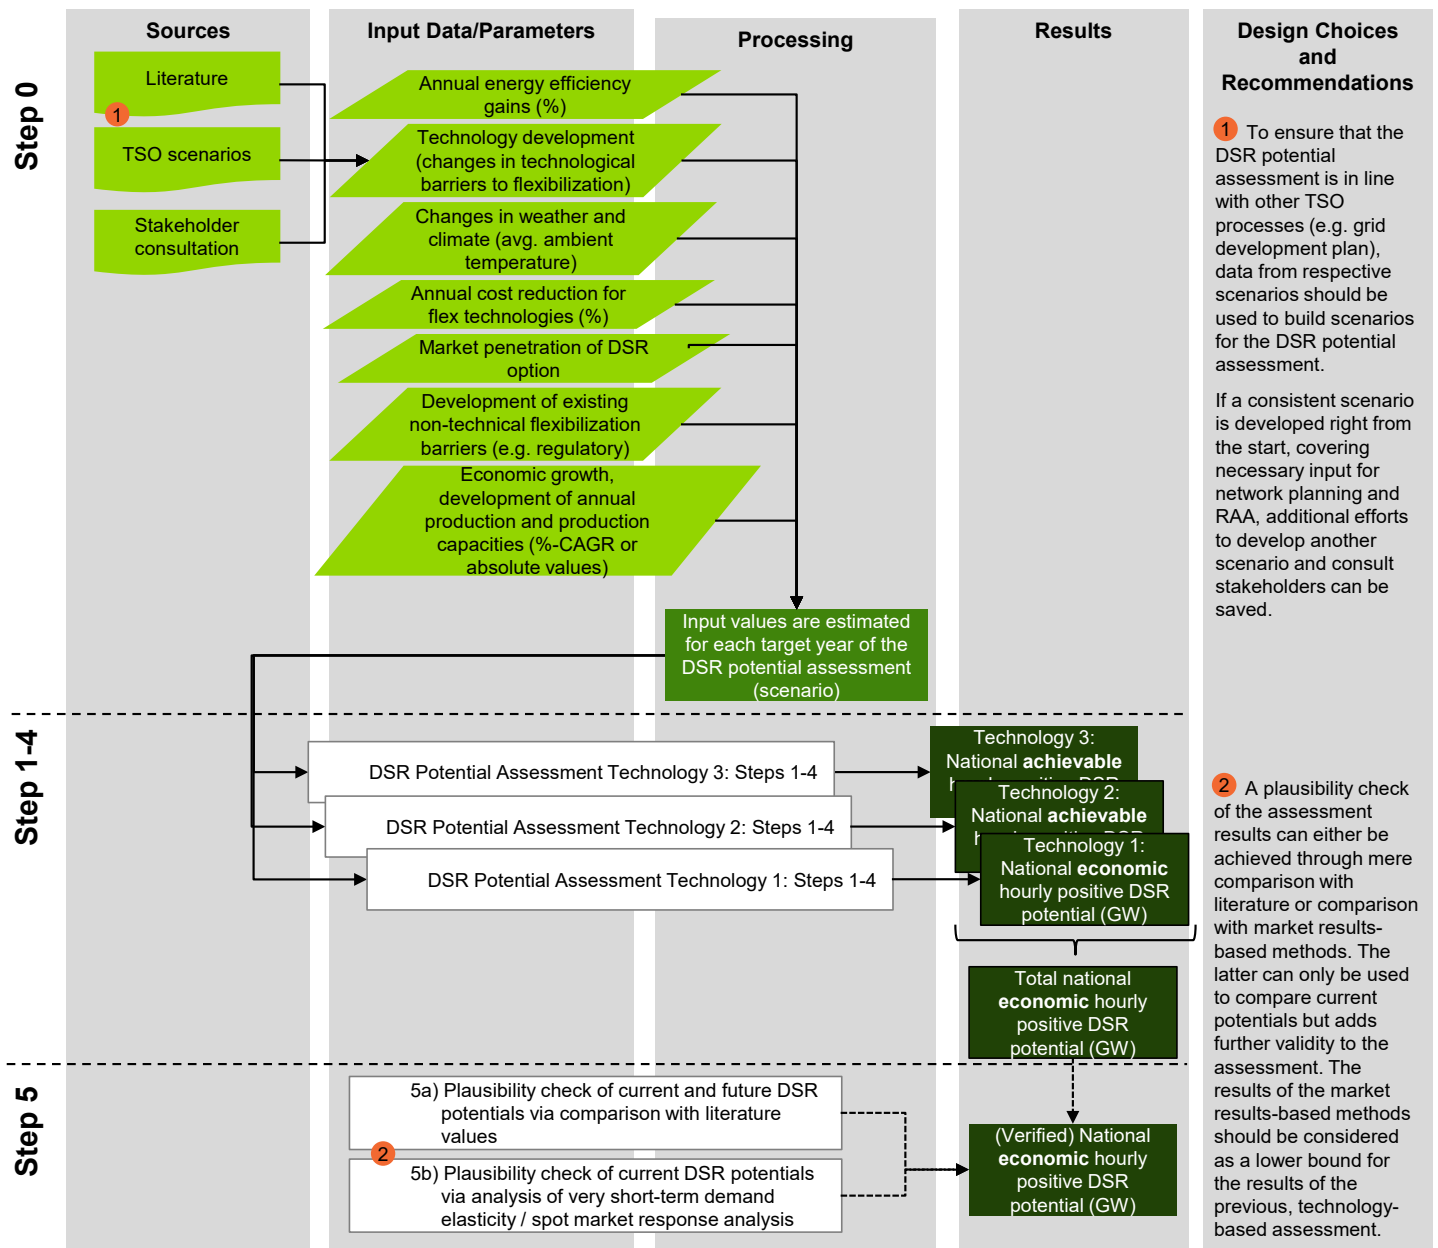 Sources
Input Data/Parameters
Processing
Results
Design Choices
and
Recommendations
Step 0
Literature
1
TSO scenarios
Stakeholder
consultation
Annual energy efficiency
gains (%)
Technology development
(changes in technological
barriers to flexibilization)
Changes in weather and
climate (avg. ambient
temperature)
Annual cost reduction for
flex technologies (%)
Market penetration of DSR
option
Development of existing
non-technical flexibilization
barriers (e.g. regulatory)
Economic growth,
development of annual
production and production
capacities (%-CAGR or
absolute values)
Input values are estimated
for each target year of the
DSR potential assessment
(scenario)
1 To ensure that the
DSR potential
assessment is in line
with other TSO
processes (e.g. grid
development plan),
data from respective
scenarios should be
used to build scenarios
for the DSR potential
assessment.
If a consistent scenario
is developed right from
the start, covering
necessary input for
network planning and
RAA, additional efforts
to develop another
scenario and consult
stakeholders can be
saved.
Step 1-4
DSR Potential Assessment Technology 3: Steps 1-4
DSR Potential Assessment Technology 2: Steps 1-4
DSR Potential Assessment Technology 1: Steps 1-4
Technology 3:
National achievable
Technology 2:
National achievable
Technology 1:
National economic
hourly positive DSR
potential (GW)
Total national
economic hourly
positive DSR
potential (GW)
2 A plausibility check
of the assessment
results can either be
achieved through mere
comparison with
literature or comparison
with market results-
based methods. The
latter can only be used
to compare current
potentials but adds
further validity to the
assessment. The
results of the market
results-based methods
should be considered
as a lower bound for
the results of the
previous, technology-
based assessment.
Step 5
5a) Plausibility check of current and future DSR
potentials via comparison with literature
values
2
5b) Plausibility check of current DSR potentials
via analysis of very short-term demand
elasticity / spot market response analysis
(Verified) National
economic hourly
positive DSR
potential (GW)